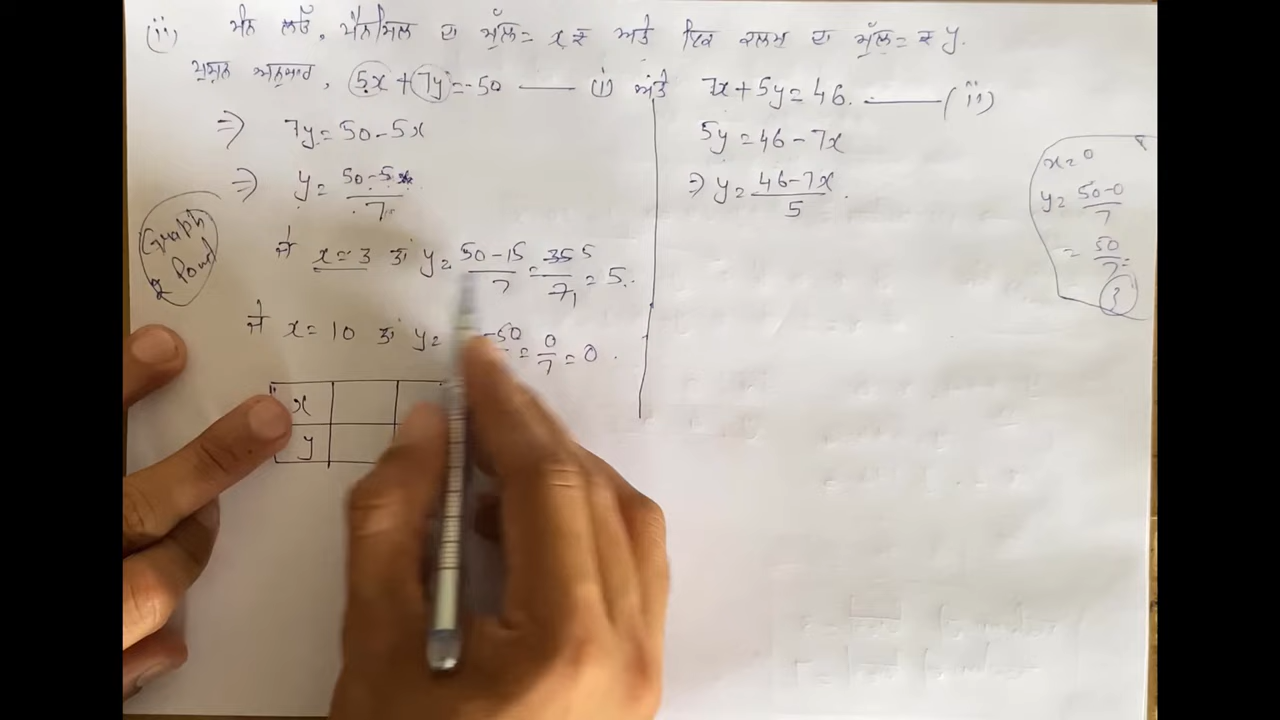 (ii) ਮੰਨ ਲਓ, ਪੈਨਸਿਲ ਦਾ ਮੁੱਲ = x ₹ ਅਤੇ ਇਕ ਕਲਮ ਦਾ ਮੁੱਲ = ₹ y.
ਪ੍ਰਸ਼ਨ ਅਨੁਸਾਰ, 5x + 7y = 50 —— (i) ਅਤੇ 7x + 5y = 46. —— (ii)
⇒ 7y = 50 - 5x
⇒ y = (50 - 5x)/7
ਜੇ x = 3 ਤਾਂ y = (50 - 15)/7 = 35/7 = 5.
ਜੇ x = 10 ਤਾਂ y = -50 = 0/7 = 0.
x
y
5y = 46 - 7x
⇒ y = (46 - 7x)/5.
Graph
x = 0
y = (50 - 0)/7
= 50/7 =